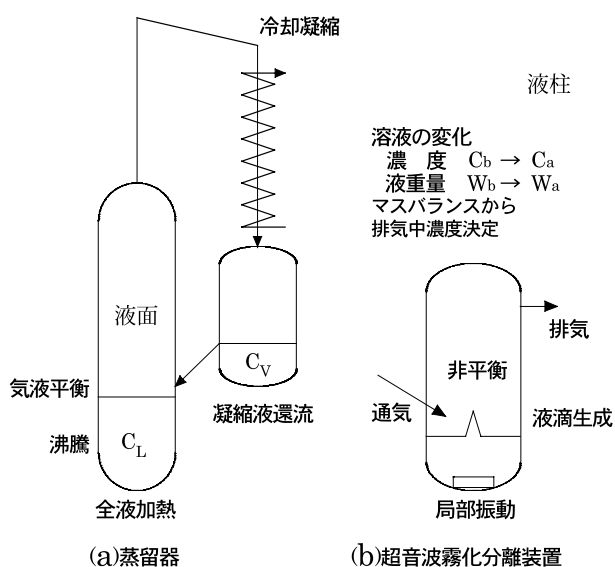 冷却凝縮
液面
気液平衡
C_V
凝縮液還流
沸騰
C_L
全液加熱
(a)蒸留器
液柱
溶液の変化
濃　度　Cb → Ca
液重量　Wb → Wa
マスバランスから
排気中濃度決定
排気
非平衡
通気
液滴生成
局部振動
(b)超音波霧化分離装置